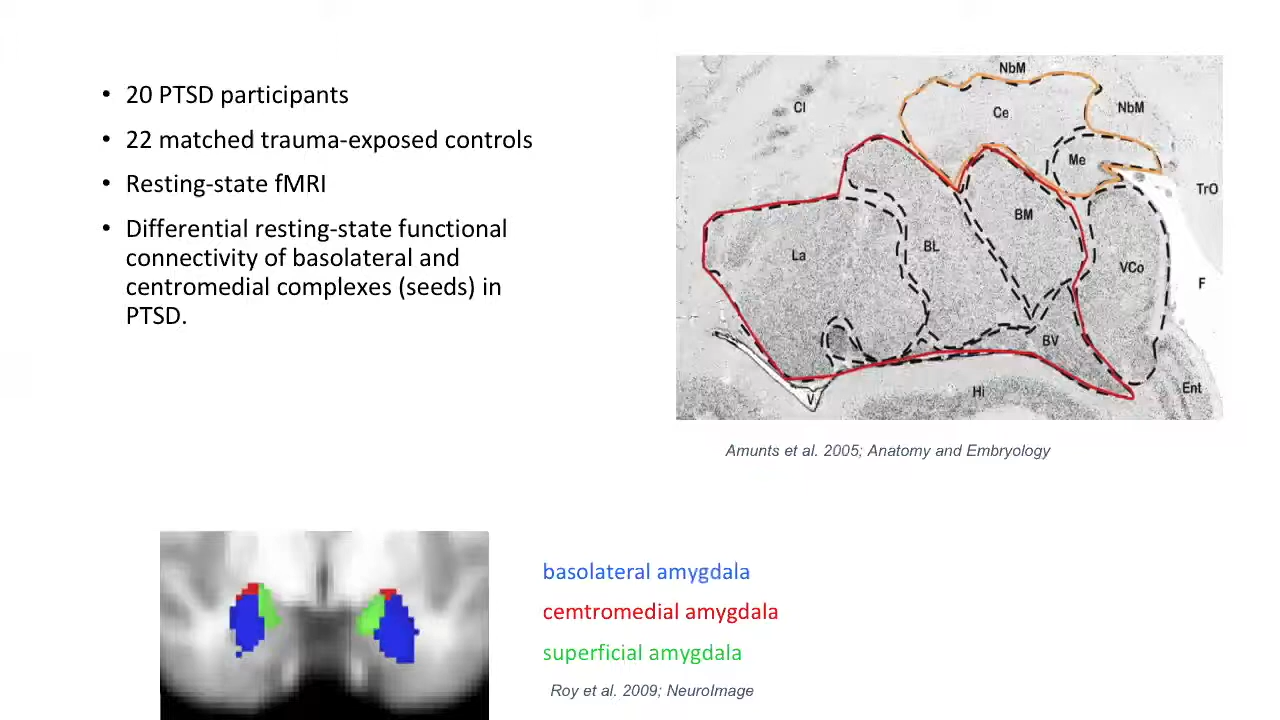 • 20 PTSD participants
• 22 matched trauma-exposed controls
• Resting-state fMRI
• Differential resting-state functional
connectivity of basolateral and
centromedial complexes (seeds) in
PTSD.
NbM
Cl
Ce
NbM
Me
TrO
BM
BL
La
VCo
F
BV
Hi
Ent
V
Amunts et al. 2005; Anatomy and Embryology
basolateral amygdala
cemtromedial amygdala
superficial amygdala
Roy et al. 2009; NeuroImage